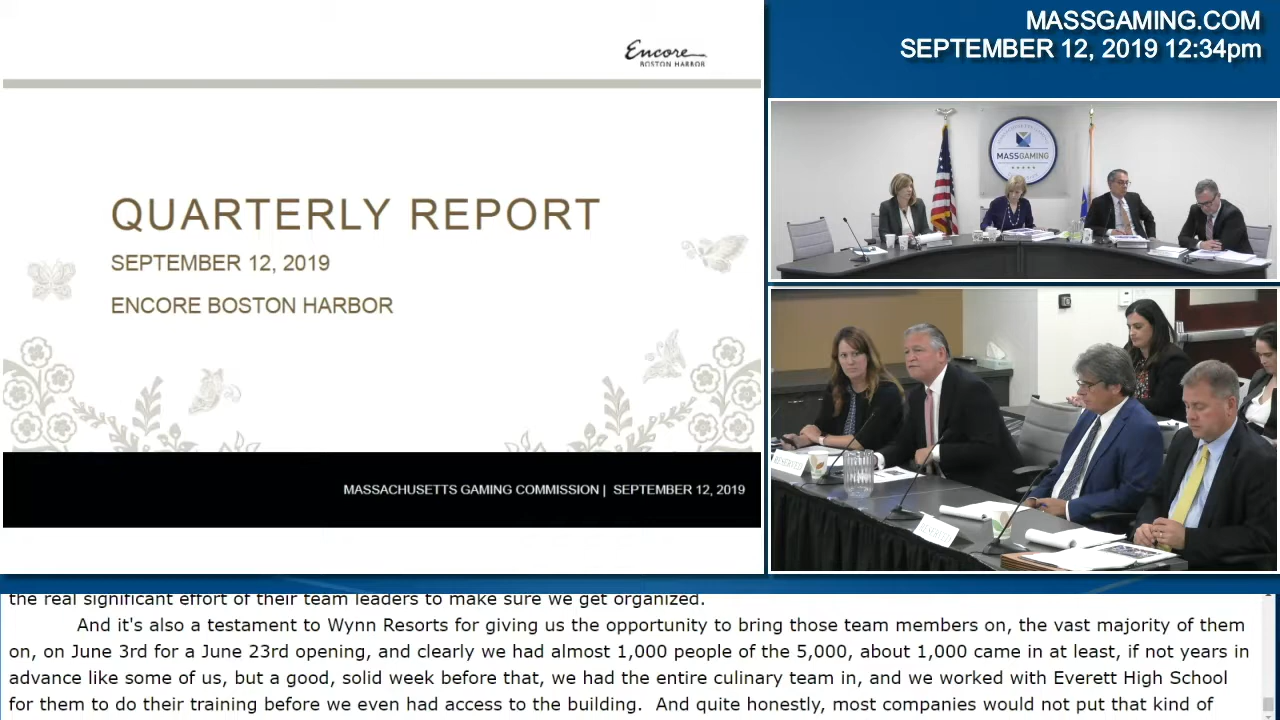 Encore
BOSTON HARBOR
QUARTERLY REPORT
SEPTEMBER 12, 2019
ENCORE BOSTON HARBOR
MASSACHUSETTS GAMING COMMISSION | SEPTEMBER 12, 2019
MASSGAMING.COM
SEPTEMBER 12, 2019 12:34pm
MASSGAMING
RESERVED
RESERVED
the real significant effort of their team leaders to make sure we get organized.
And it's also a testament to Wynn Resorts for giving us the opportunity to bring those team members on, the vast majority of them
on, on June 3rd for a June 23rd opening, and clearly we had almost 1,000 people of the 5,000, about 1,000 came in at least, if not years in
advance like some of us, but a good, solid week before that, we had the entire culinary team in, and we worked with Everett High School
for them to do their training before we even had access to the building. And quite honestly, most companies would not put that kind of